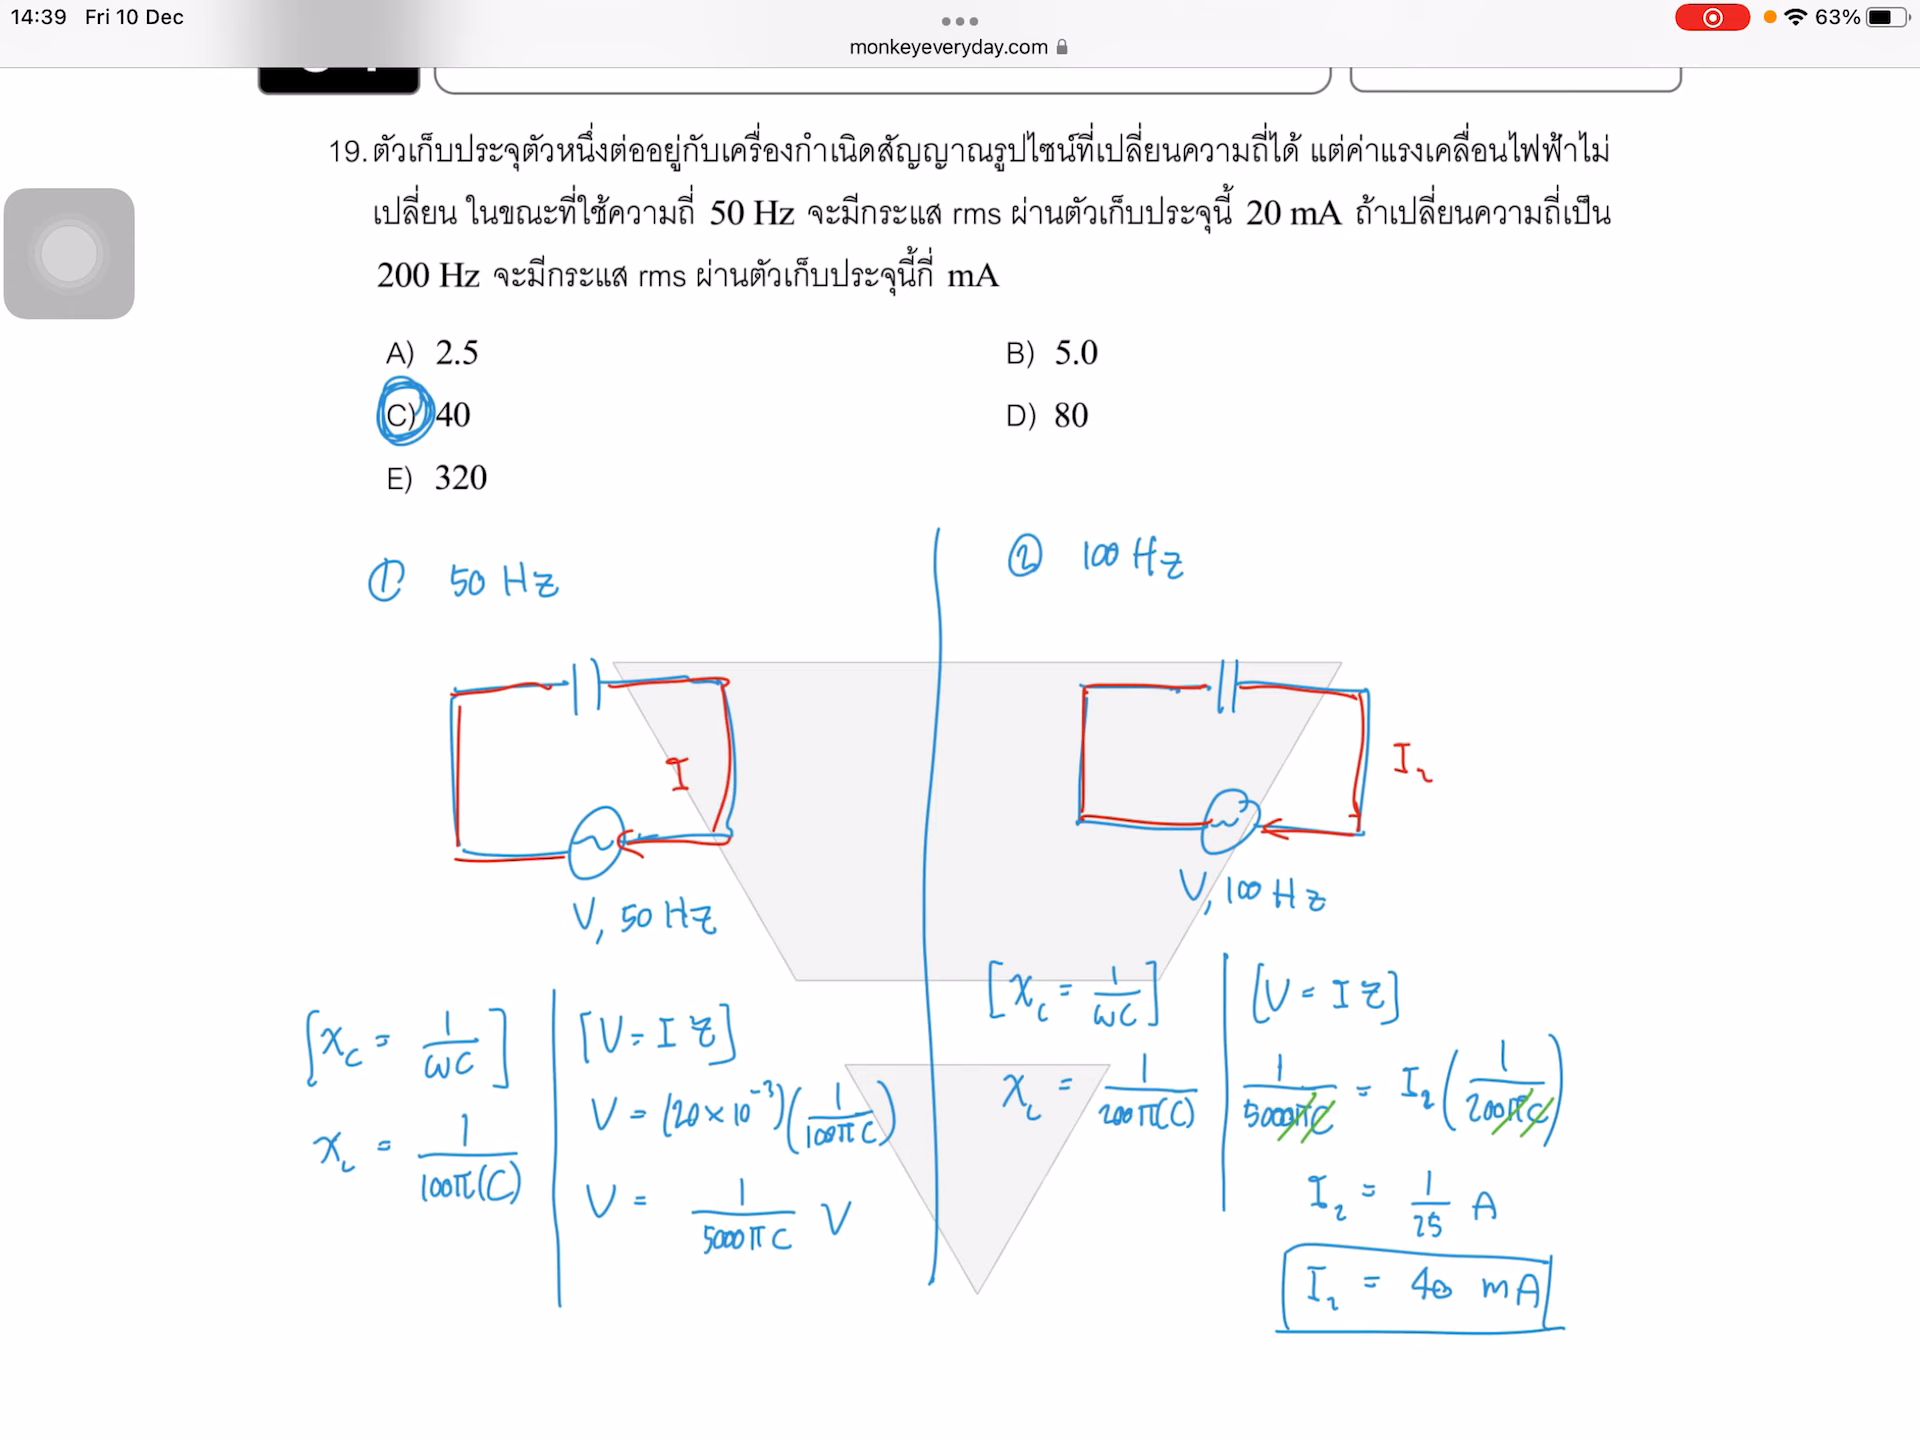 14:39 Fri 10 Dec
monkeyeveryday.com
63%
19. ตัวเก็บประจุตัวหนึ่งต่ออยู่กับเครื่องกำเนิดสัญญาณรูปไซน์ที่เปลี่ยนความถี่ได้ แต่ค่าแรงเคลื่อนไฟฟ้าไม่
เปลี่ยน ในขณะที่ใช้ความถี่ 50 Hz จะมีกระแส rms ผ่านตัวเก็บประจุนี้ 20 mA ถ้าเปลี่ยนความถี่เป็น
200 Hz จะมีกระแส rms ผ่านตัวเก็บประจุนี้กี่ mA
A) 2.5
B) 5.0
C) 40
D) 80
E) 320
① 50 Hz
I
V, 50 Hz
[X_C = 1/ωC]
X_C = 1/100π(C)
[V = I Z]
V = (20 × 10⁻³)(1/100πC)
V = 1/5000πC V
② 100 Hz
I₂
V, 100 Hz
[X_C = 1/ωC]
X_C = 1/200π(C)
[V = I Z]
1/5000πC = I₂(1/200πC)
I₂ = 1/25 A
I₂ = 40 mA